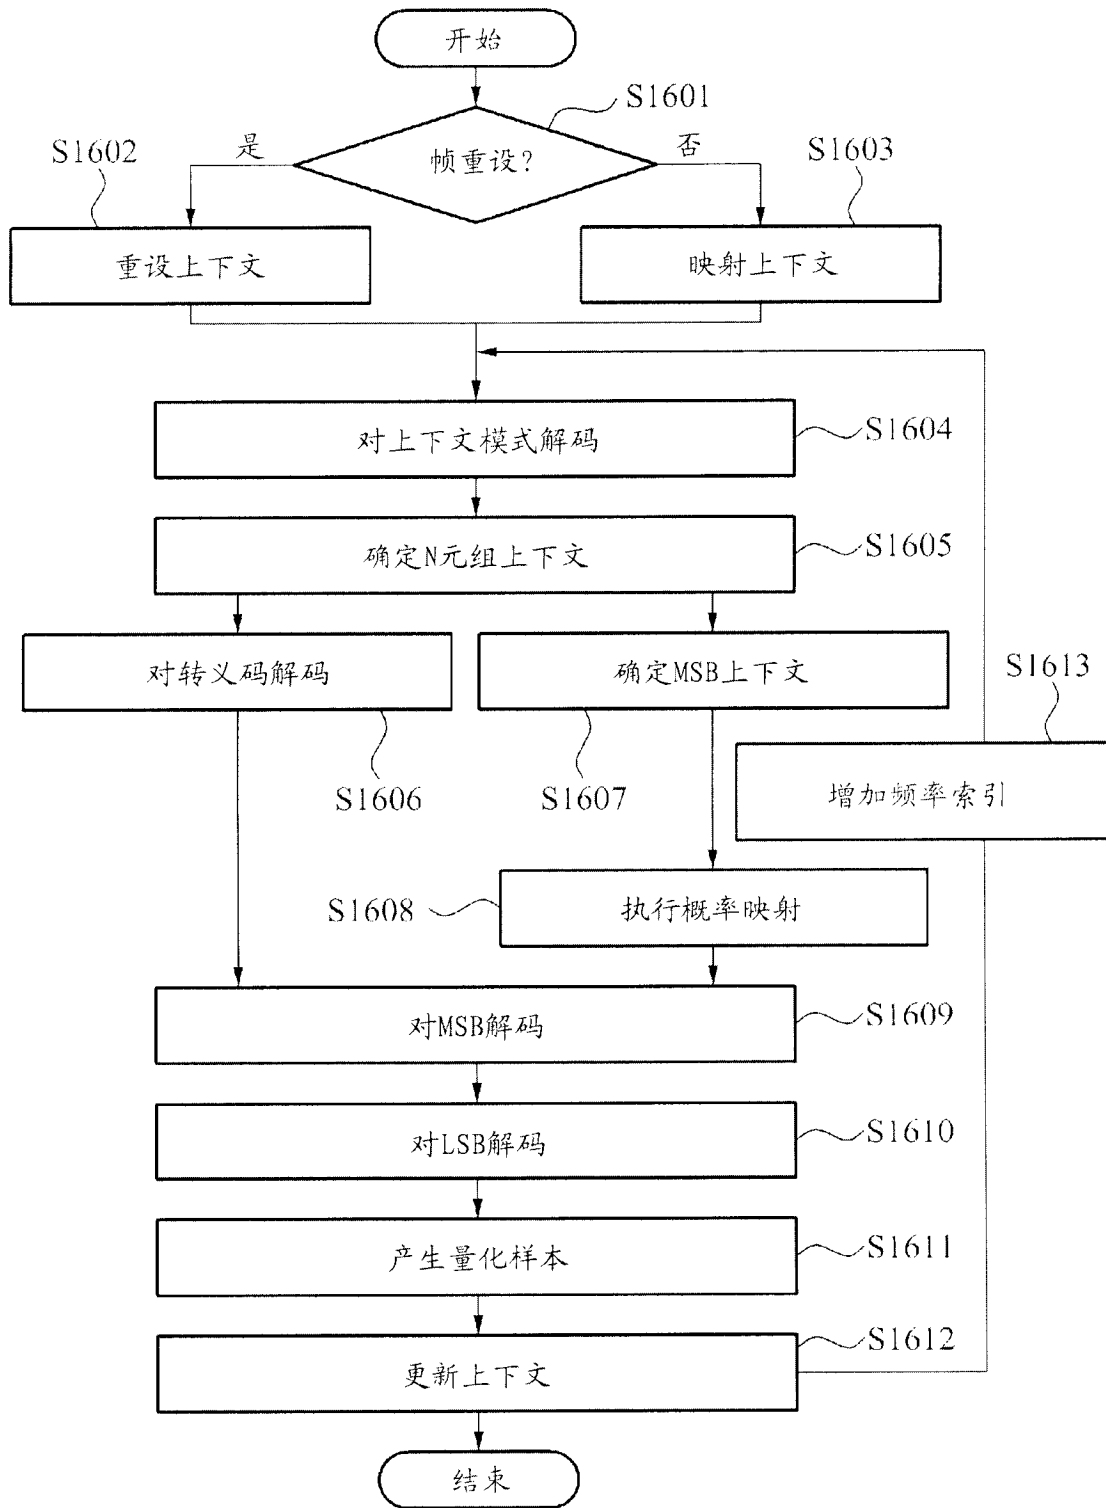 开始
S1601
帧重设?
是
否
S1602
S1603
重设上下文
映射上下文
对上下文模式解码
S1604
确定N元组上下文
S1605
对转义码解码
确定MSB上下文
S1606
S1607
S1613
增加频率索引
S1608
执行概率映射
对MSB解码
S1609
对LSB解码
S1610
产生量化样本
S1611
更新上下文
S1612
结束